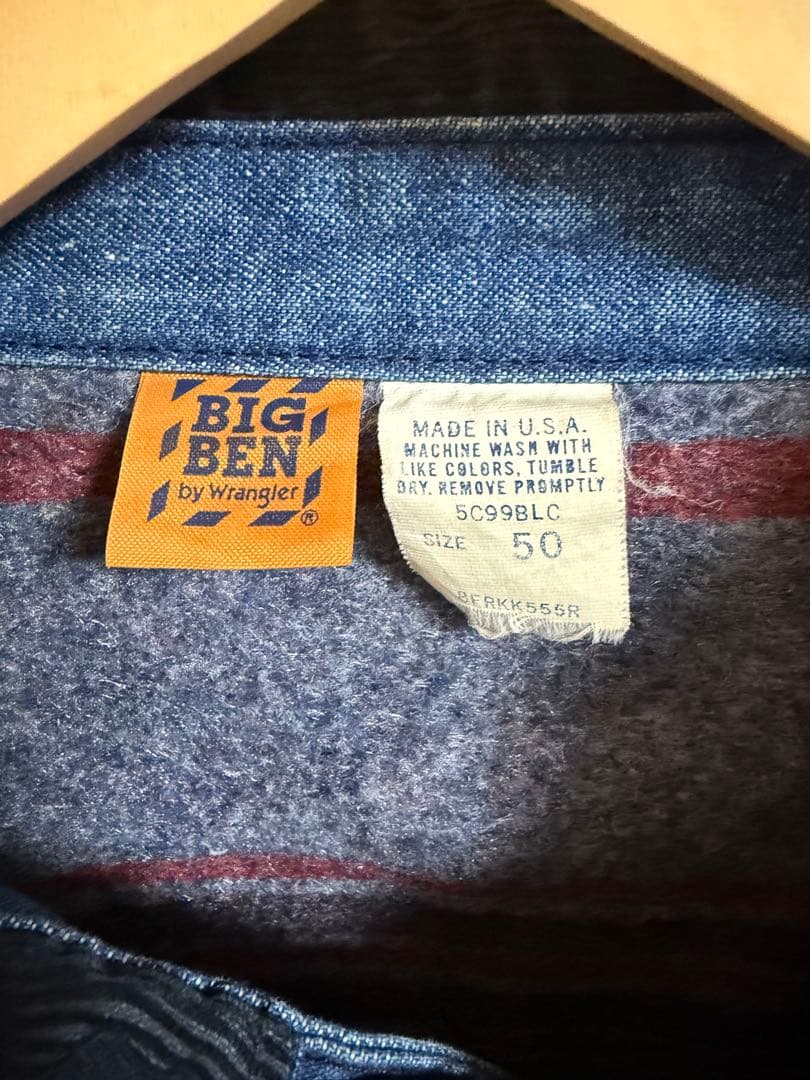 BIG
BEN
by Wrangler
®
MADE IN U.S.A.
MACHINE WASH WITH
LIKE COLORS, TUMBLE
DRY. REMOVE PROMPTLY
5C99BLC
SIZE 50